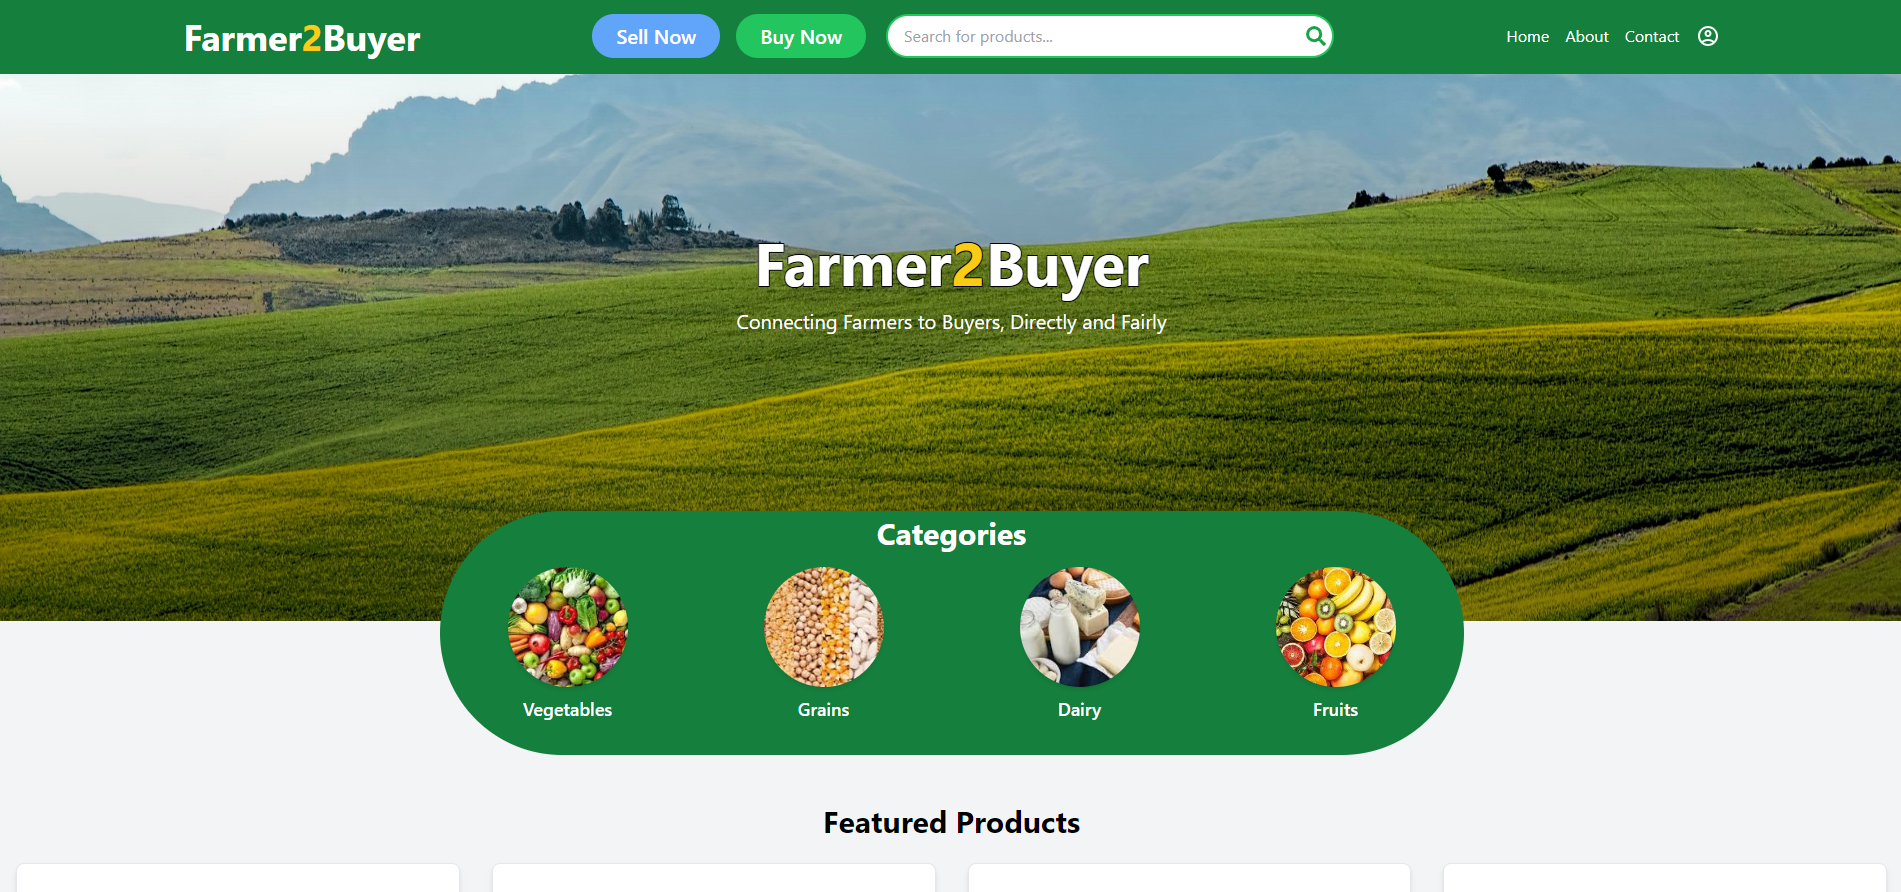 Farmer2Buyer
Sell Now
Buy Now
Search for products...
Home
About
Contact
Farmer2Buyer
Connecting Farmers to Buyers, Directly and Fairly
Categories
Vegetables
Grains
Dairy
Fruits
Featured Products